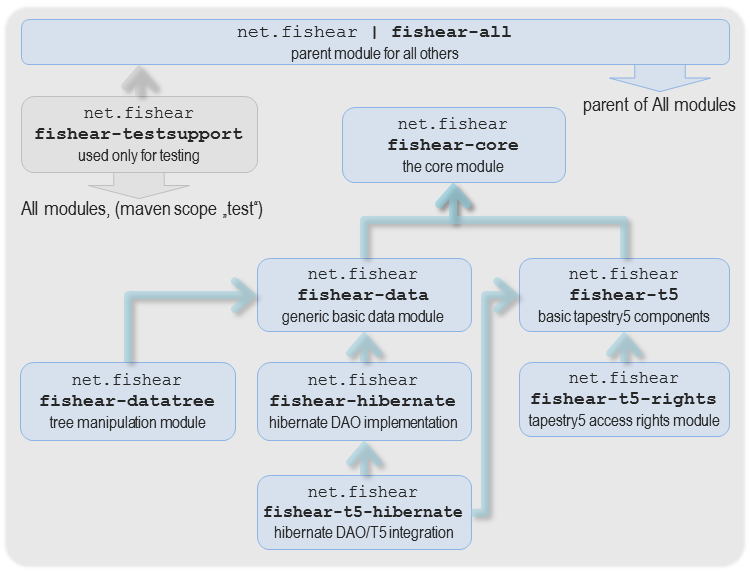 net.fishear | fishear-all
parent module for all others
parent of All modules
net.fishear
fishear-testsupport
used only for testing
All modules, (maven scope „test“)
net.fishear
fishear-core
the core module
net.fishear
fishear-data
generic basic data module
net.fishear
fishear-t5
basic tapestry5 components
net.fishear
fishear-datatree
tree manipulation module
net.fishear
fishear-hibernate
hibernate DAO implementation
net.fishear
fishear-t5-rights
tapestry5 access rights module
net.fishear
fishear-t5-hibernate
hibernate DAO/T5 integration